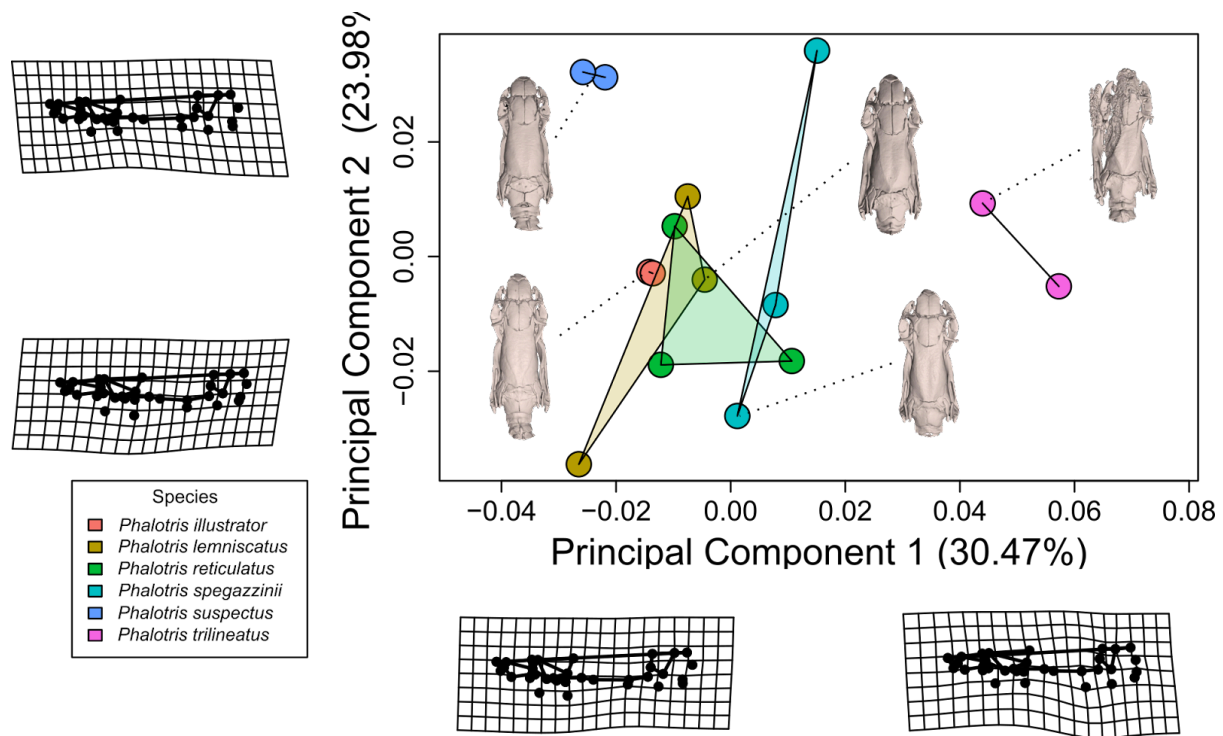 Principal Component 2 (23.98%
0.02
0.00
−0.02
−0.04
−0.02
0.00
0.02
0.04
0.06
0.08
Principal Component 1 (30.47%)
Species
Phalotris illustrator
Phalotris lemniscatus
Phalotris reticulatus
Phalotris spegazzinii
Phalotris suspectus
Phalotris trilineatus